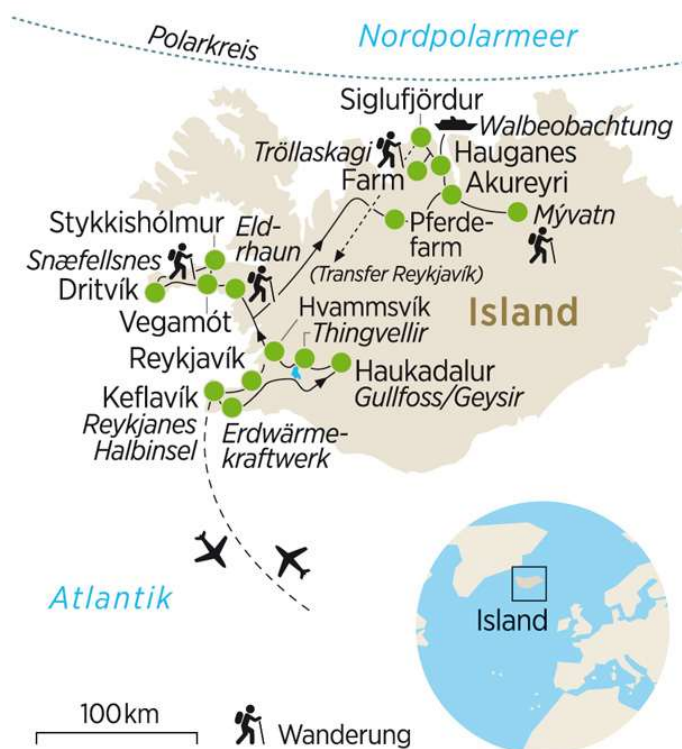 Polarkreis
Nordpolarmeer
Siglufjördur
Walbeobachtung
Tröllaskagi
Hauganes
Farm
Akureyri
Stykkishólmur
Eld-
rhaun
Pferde-
farm
Mývatn
Snæfellsnes
Dritvík
(Transfer Reykjavík)
Vegamót
Hvammsvík
Thingvellir
Island
Reykjavík
Haukadalur
Gullfoss/Geysir
Keflavík
Reykjanes
Halbinsel
Erdwärme-
kraftwerk
Atlantik
Island
100 km
Wanderung